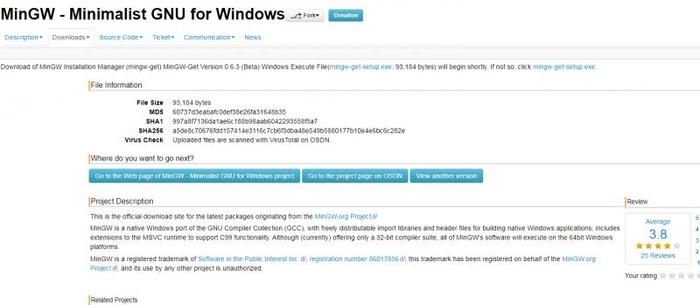 MinGW - Minimalist GNU for Windows
Fork
Donation
Description
Downloads
Source Code
Ticket
Communication
News
Download of MinGW Installation Manager (mingw-get) MinGW-Get Version 0.6.3 (Beta) Windows Execute File(mingw-get-setup.exe: 93,184 bytes) will begin shortly. If not so, click mingw-get-setup.exe.
File Information
File Size 93,184 bytes
MD5
SHA1
SHA256
Virus Check Uploaded files are scanned with VirusTotal on OSDN.
Where do you want to go next?
Go to the Web page of MinGW - Minimalist GNU for Windows project
Go to the project page on OSDN
View another version
Project Description
Review
This is the official download site for the latest packages originating from the MinGW.org Project
MinGW is a native Windows port of the GNU Compiler Collection (GCC), with freely distributable import libraries and header files for building native Windows applications; includes
extensions to the MSVC runtime to support C99 functionality. Although (currently) offering only a 32-bit compiler suite, all of MinGW's software will execute on the 64bit Windows
platforms.
MinGW is a registered trademark of Software in the Public Interest Inc. , registration number 86017856 ; this trademark has been registered on behalf of the MinGW.org
Project , and its use by any other project is unauthorized.
Average
3.8
25 Reviews
5
4
Your rating
Related Projects